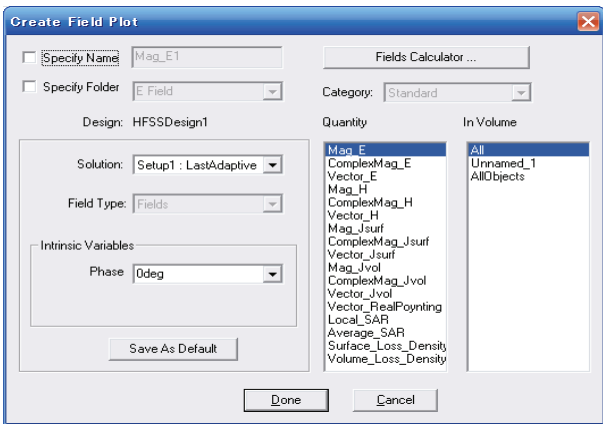 Create Field Plot
Specify Name Mag_E1
Fields Calculator ...
Specify Folder E Field
Category: Standard
Design: HFSSDesign1
Quantity
In Volume
Solution: Setup1 : LastAdaptive
Field Type: Fields
Intrinsic Variables
Phase 0deg
Save As Default
Mag_E
ComplexMag_E
Vector_E
Mag_H
ComplexMag_H
Vector_H
Mag_Jsurf
ComplexMag_Jsurf
Vector_Jsurf
Mag_Jvol
ComplexMag_Jvol
Vector_Jvol
Vector_RealPoynting
Local_SAR
Average_SAR
Surface_Loss_Density
Volume_Loss_Density
All
Unnamed_1
AllObjects
Done
Cancel